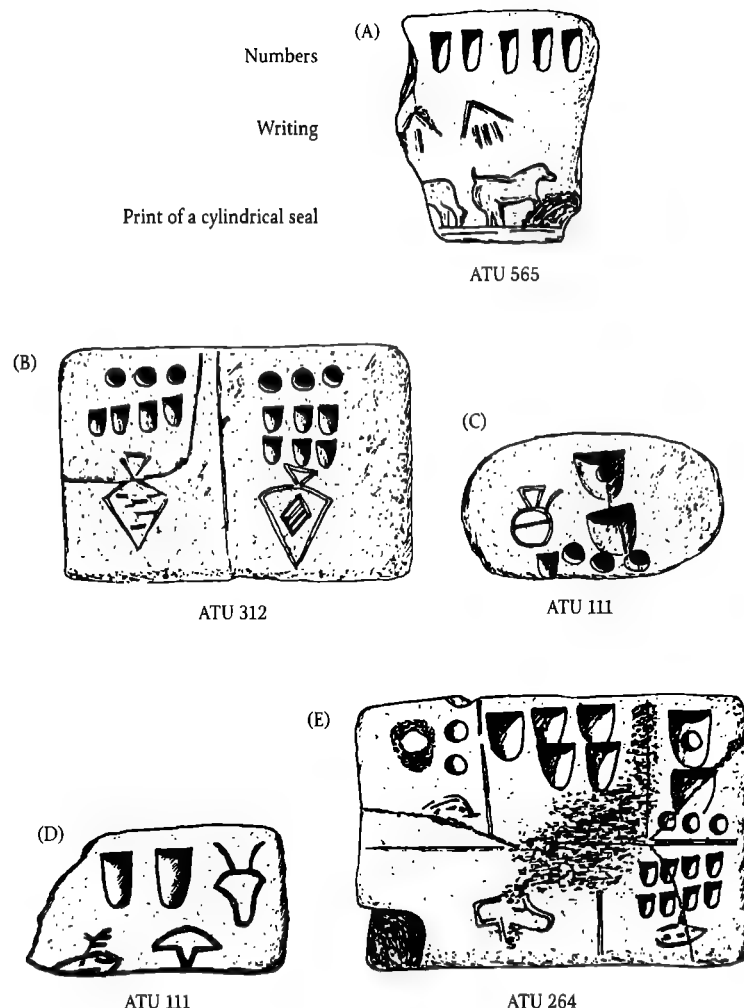 (A)
Numbers
Writing
Print of a cylindrical seal
ATU 565
(B)
ATU 312
(C)
ATU 111
(D)
ATU 111
(E)
ATU 264